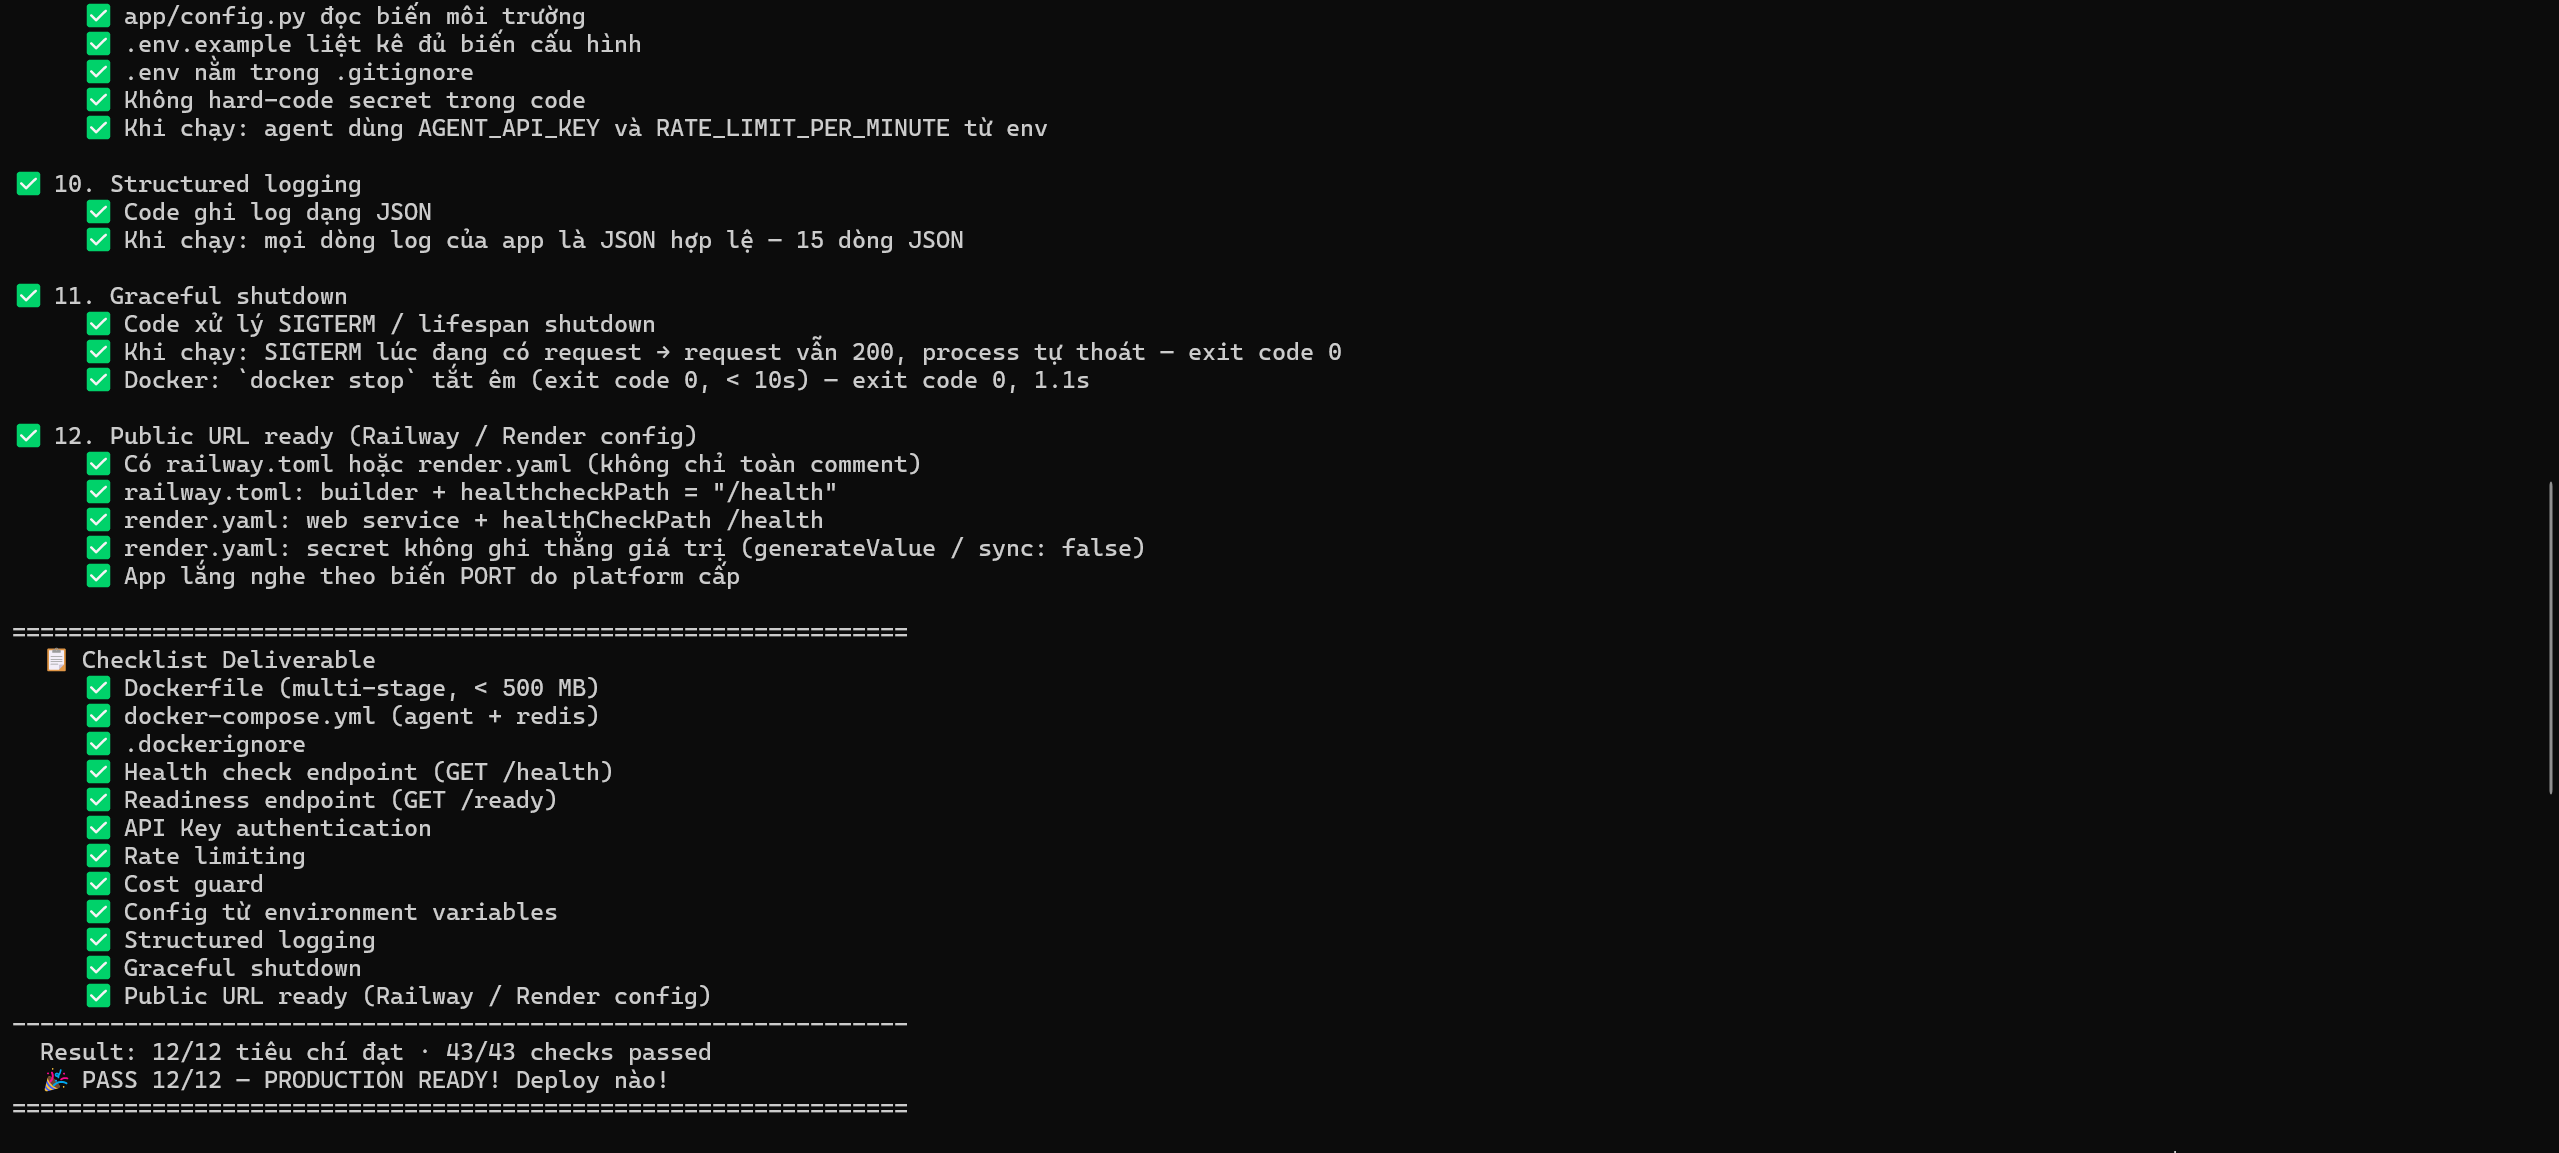 ✅ app/config.py đọc biến môi trường
✅ .env.example liệt kê đủ biến cấu hình
✅ .env nằm trong .gitignore
✅ Không hard-code secret trong code
✅ Khi chạy: agent dùng AGENT_API_KEY và RATE_LIMIT_PER_MINUTE từ env
✅ 10. Structured logging
✅ Code ghi log dạng JSON
✅ Khi chạy: mọi dòng log của app là JSON hợp lệ — 15 dòng JSON
✅ 11. Graceful shutdown
✅ Code xử lý SIGTERM / lifespan shutdown
✅ Khi chạy: SIGTERM lúc đang có request → request vẫn 200, process tự thoát — exit code 0
✅ Docker: `docker stop` tắt êm (exit code 0, < 10s) — exit code 0, 1.1s
✅ 12. Public URL ready (Railway / Render config)
✅ Có railway.toml hoặc render.yaml (không chỉ toàn comment)
✅ railway.toml: builder + healthcheckPath = "/health"
✅ render.yaml: web service + healthCheckPath /health
✅ render.yaml: secret không ghi thẳng giá trị (generateValue / sync: false)
✅ App lắng nghe theo biến PORT do platform cấp
================================================================
📋 Checklist Deliverable
✅ Dockerfile (multi-stage, < 500 MB)
✅ docker-compose.yml (agent + redis)
✅ .dockerignore
✅ Health check endpoint (GET /health)
✅ Readiness endpoint (GET /ready)
✅ API Key authentication
✅ Rate limiting
✅ Cost guard
✅ Config từ environment variables
✅ Structured logging
✅ Graceful shutdown
✅ Public URL ready (Railway / Render config)
----------------------------------------------------------------
Result: 12/12 tiêu chí đạt · 43/43 checks passed
🎉 PASS 12/12 — PRODUCTION READY! Deploy nào!
================================================================